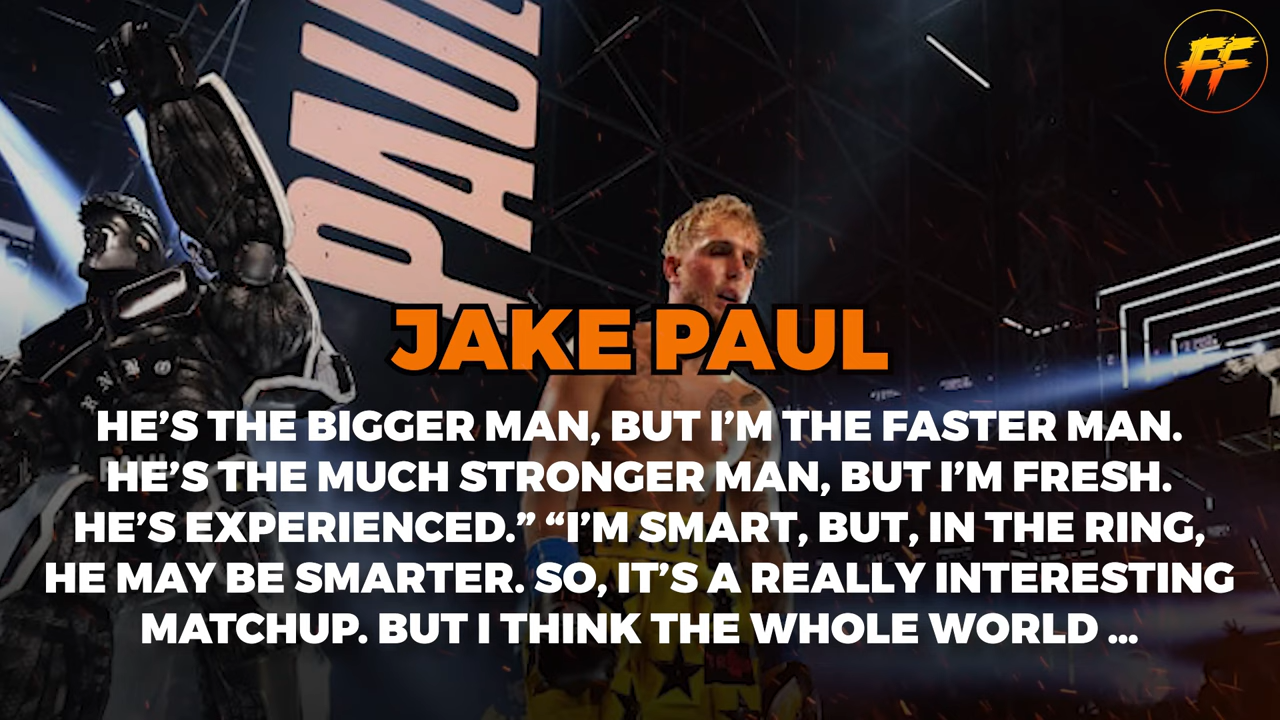 FF
PAUL
JAKE PAUL
HE’S THE BIGGER MAN, BUT I’M THE FASTER MAN.
HE’S THE MUCH STRONGER MAN, BUT I’M FRESH.
HE’S EXPERIENCED.” “I’M SMART, BUT, IN THE RING,
HE MAY BE SMARTER. SO, IT’S A REALLY INTERESTING
MATCHUP. BUT I THINK THE WHOLE WORLD ...